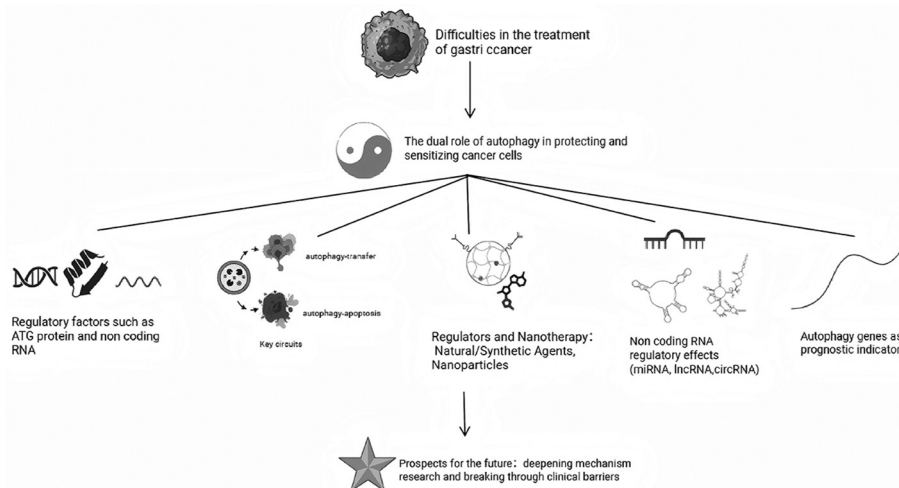 Difficulties in the treatment
of gastri ccancer
The dual role of autophagy in protecting and
sensitizing cancer cells
Regulatory factors such as
ATG protein and non coding
RNA
autophagy-transfer
autophagy-apoptosis
Key circuits
Regulators and Nanotherapy:
Natural/Synthetic Agents,
Nanoparticles
Non coding RNA
regulatory effects
(miRNA, lncRNA,circRNA)
Autophagy genes as
prognostic indicator
Prospects for the future: deepening mechanism
research and breaking through clinical barriers